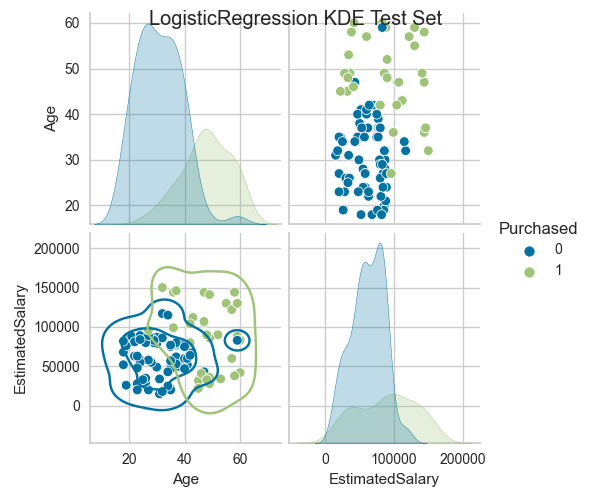 LogisticRegression KDE Test Set
60
50
40
30
20
Age
Purchased
0
1
200000
150000
100000
50000
0
EstimatedSalary
20 40 60
Age
0 100000 200000
EstimatedSalary